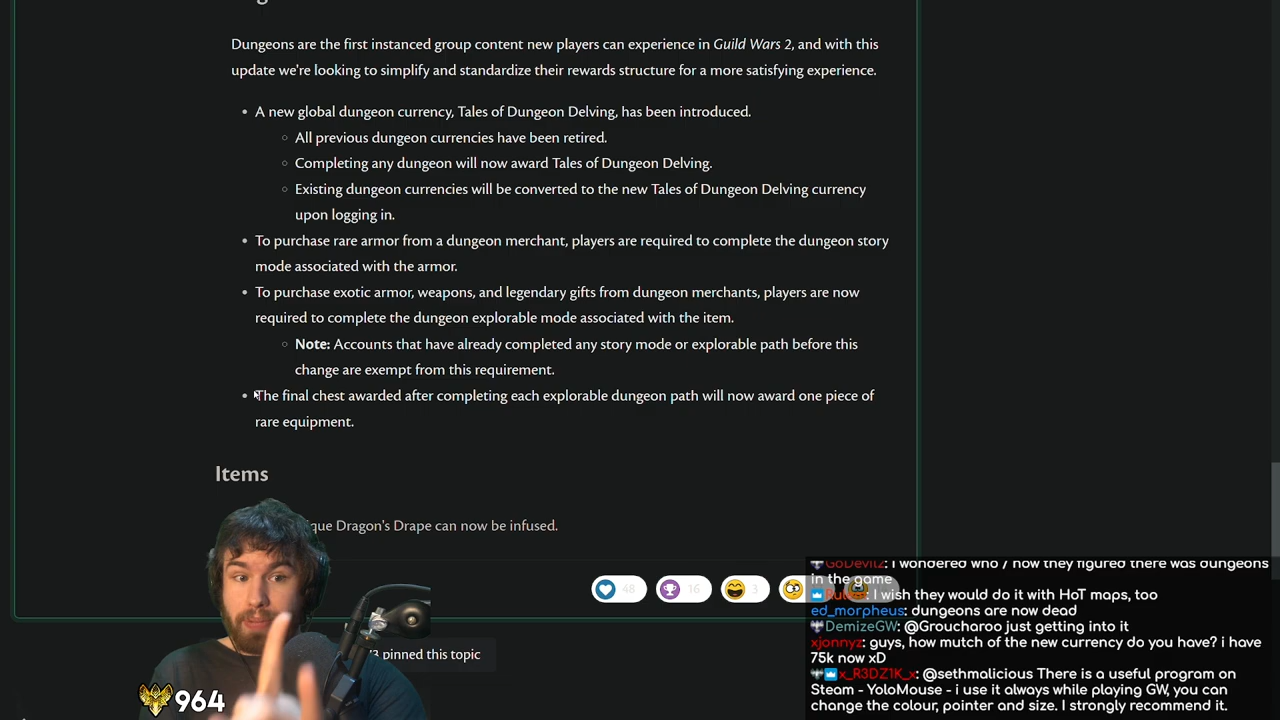 Dungeons are the first instanced group content new players can experience in Guild Wars 2, and with this
update we're looking to simplify and standardize their rewards structure for a more satisfying experience.
• A new global dungeon currency, Tales of Dungeon Delving, has been introduced.
○ All previous dungeon currencies have been retired.
○ Completing any dungeon will now award Tales of Dungeon Delving.
○ Existing dungeon currencies will be converted to the new Tales of Dungeon Delving currency
upon logging in.
• To purchase rare armor from a dungeon merchant, players are required to complete the dungeon story
mode associated with the armor.
• To purchase exotic armor, weapons, and legendary gifts from dungeon merchants, players are now
required to complete the dungeon explorable mode associated with the item.
○ Note: Accounts that have already completed any story mode or explorable path before this
change are exempt from this requirement.
• The final chest awarded after completing each explorable dungeon path will now award one piece of
rare equipment.
Items
Dragon's Drape can now be infused.
48 16 3
pinned this topic
964
GoDevilz: I wondered who / how they figured there was dungeons
in the game
I wish they would do it with HoT maps, too
ed_morpheus: dungeons are now dead
DemizeGW: @Groucharoo just getting into it
xjonnyz: guys, how mutch of the new currency do you have? i have
75k now xD
x_R3DZ1K_x: @sethmalicious There is a useful program on
Steam - YoloMouse - i use it always while playing GW, you can
change the colour, pointer and size. I strongly recommend it.